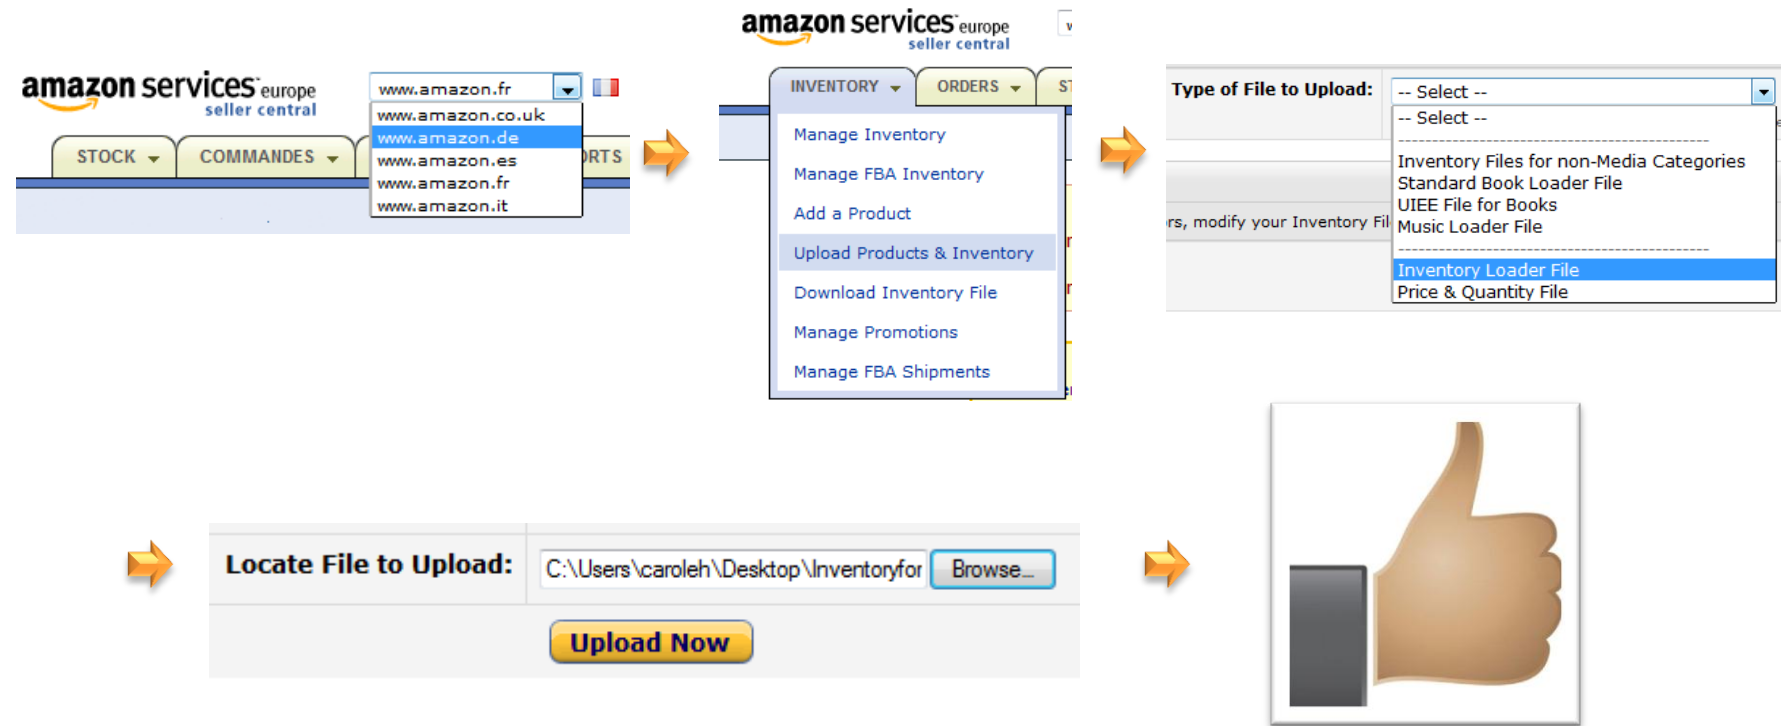 amazon services europe
seller central
www.amazon.fr
www.amazon.co.uk
www.amazon.de
www.amazon.es
www.amazon.fr
www.amazon.it
STOCK
COMMANDES
ORTS
amazon services europe
seller central
INVENTORY
ORDERS
ST
Manage Inventory
Manage FBA Inventory
Add a Product
Upload Products & Inventory
Download Inventory File
Manage Promotions
Manage FBA Shipments
Type of File to Upload:
-- Select --
-- Select --
Inventory Files for non-Media Categories
Standard Book Loader File
UIEE File for Books
Music Loader File
Inventory Loader File
Price & Quantity File
rs, modify your Inventory Fil
Locate File to Upload:
C:\Users\caroleh\Desktop\Inventoryfor
Browse...
Upload Now